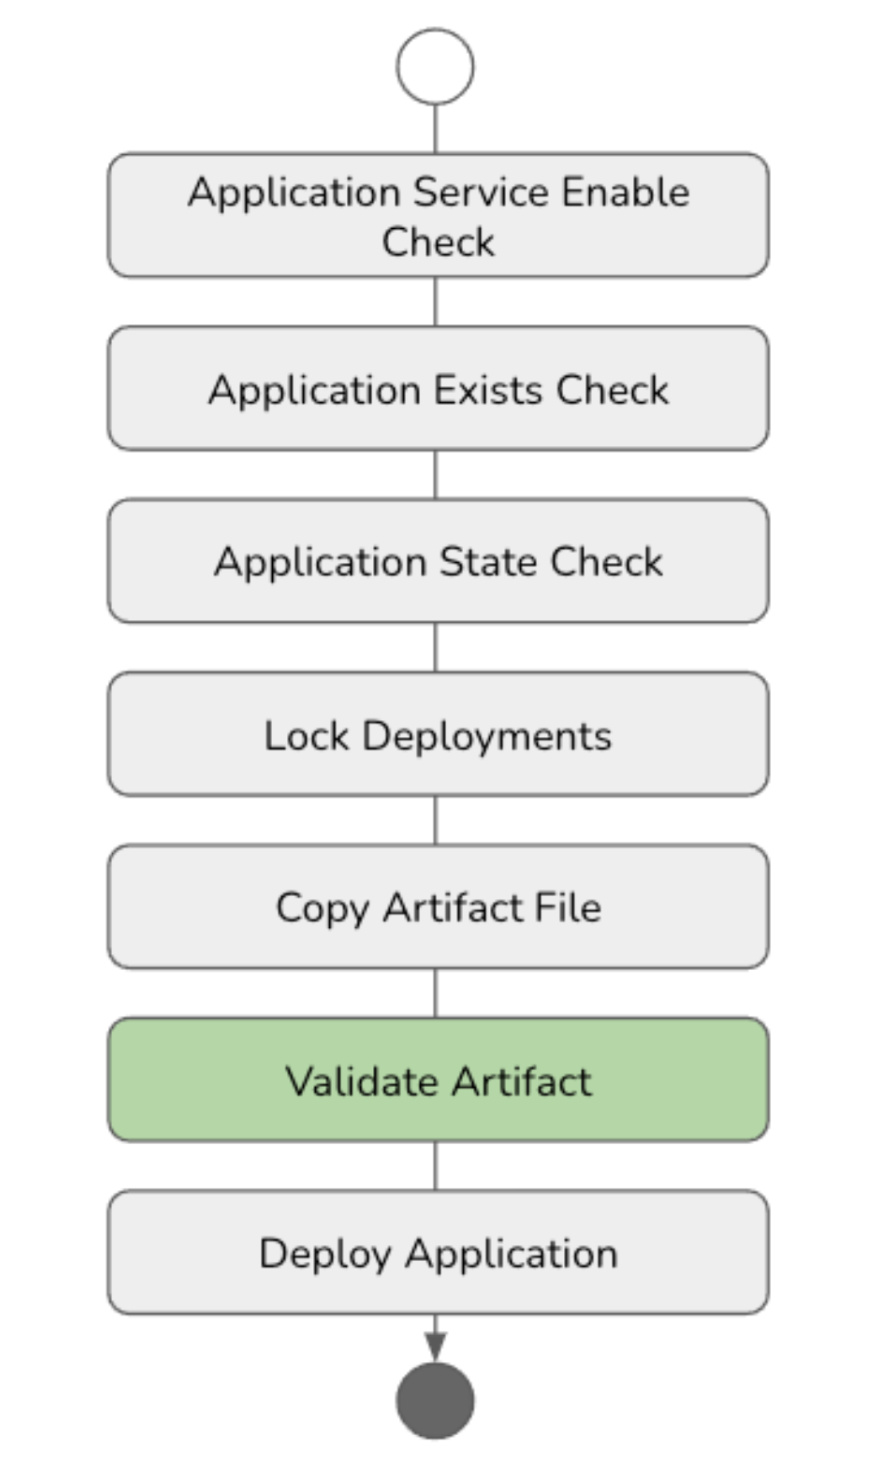 Application Service Enable
Check
Application Exists Check
Application State Check
Lock Deployments
Copy Artifact File
Validate Artifact
Deploy Application